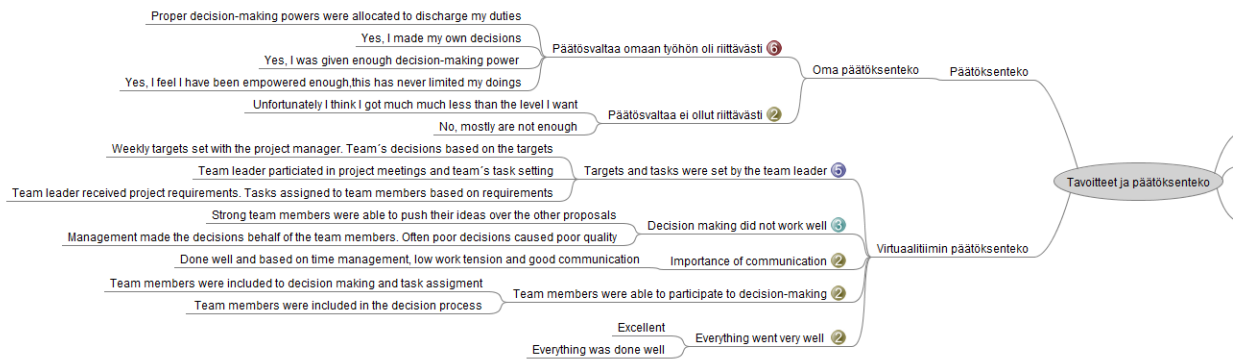 Proper decision-making powers were allocated to discharge my duties
Yes, I made my own decisions
Yes, I was given enough decision-making power
Yes, I feel I have been empowered enough,this has never limited my doings
Päätösvaltaa omaan työhön oli riittävästi 6
Unfortunately I think I got much much less than the level I want
No, mostly are not enough
Päätösvaltaa ei ollut riittävästi 2
Oma päätöksenteko
Päätöksenteko
Weekly targets set with the project manager. Team´s decisions based on the targets
Team leader particiated in project meetings and team´s task setting
Team leader received project requirements. Tasks assigned to team members based on requirements
Targets and tasks were set by the team leader 5
Strong team members were able to push their ideas over the other proposals
Management made the decisions behalf of the team members. Often poor decisions caused poor quality
Decision making did not work well 3
Done well and based on time management, low work tension and good communication
Importance of communication 2
Team members were included to decision making and task assigment
Team members were included in the decision process
Team members were able to participate to decision-making 2
Excellent
Everything was done well
Everything went very well 2
Virtuaalitiimin päätöksenteko
Tavoitteet ja päätöksenteko